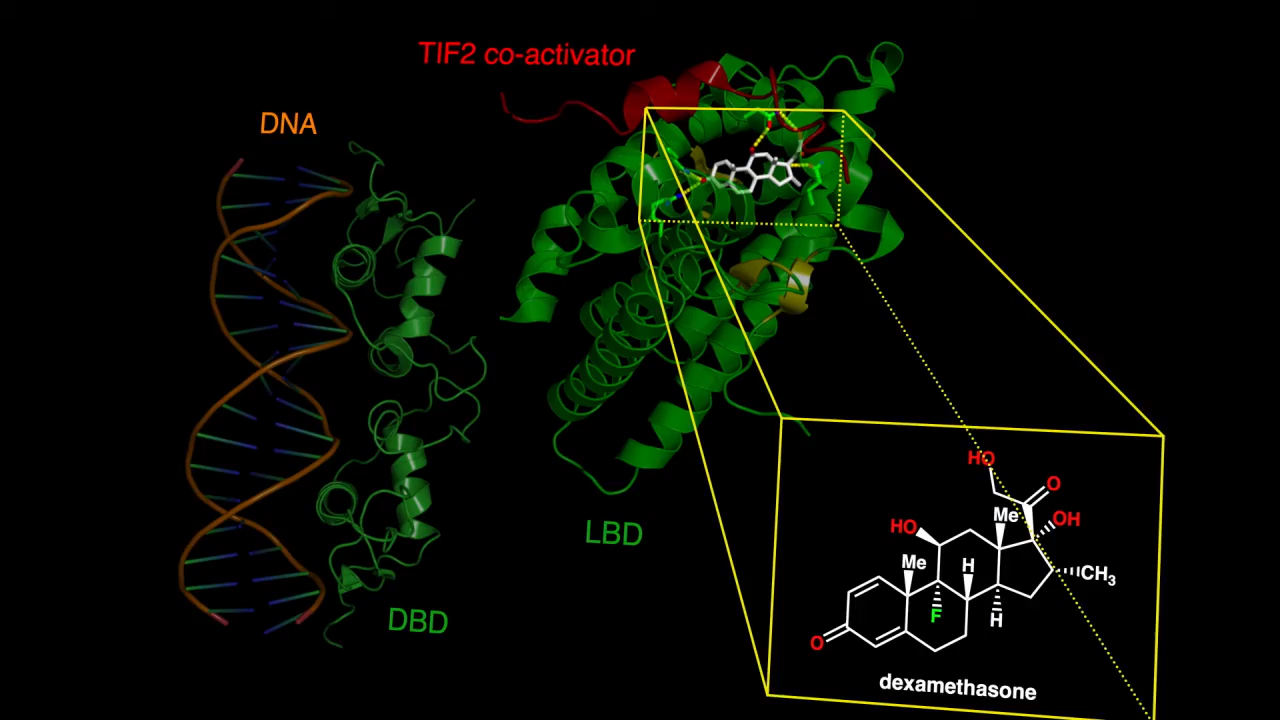 TIF2 co-activator
DNA
LBD
DBD
HO
O
Me
OH
HO
Me
H
CH3
F
H
O
dexamethasone